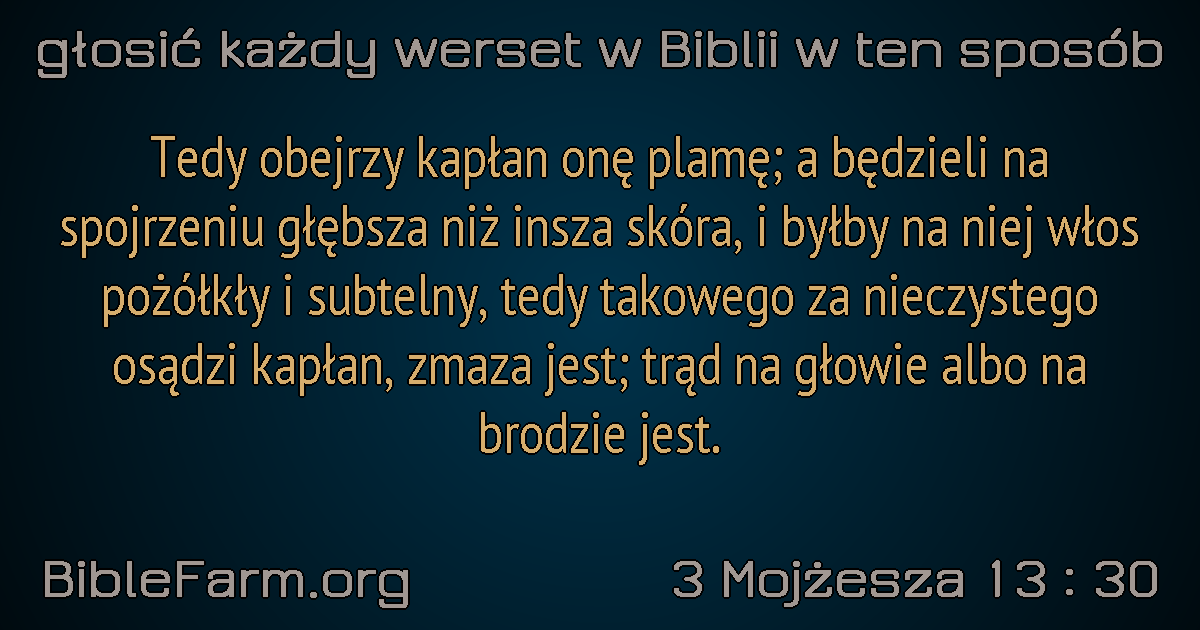 głosić każdy werset w Biblii w ten sposób
Tedy obejrzy kapłan onę plamę; a będzieli na
spojrzeniu głębsza niż insza skóra, i byłby na niej włos
pożółkły i subtelny, tedy takowego za nieczystego
osądzi kapłan, zmaza jest; trąd na głowie albo na
brodzie jest.
BibleFarm.org
3 Mojżesza 13 : 30